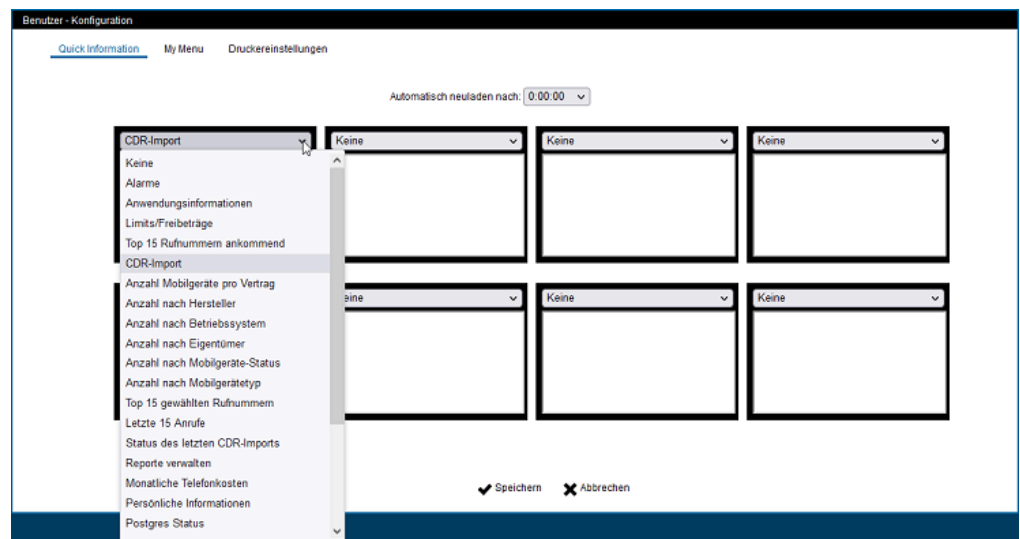 Benutzer - Konfiguration
Quick Information My Menu Druckereinstellungen
Automatisch neuladen nach: 0:00:00
CDR-Import Keine Keine Keine
Keine
Alarme
Anwendungsinformationen
Limits/Freibeträge
Top 15 Rufnummern ankommend
CDR-Import
Anzahl Mobilgeräte pro Vertrag
Anzahl nach Hersteller
eine Keine Keine
Anzahl nach Betriebssystem
Anzahl nach Eigentümer
Anzahl nach Mobilgeräte-Status
Anzahl nach Mobilgerätetyp
Top 15 gewählten Rufnummern
Letzte 15 Anrufe
Status des letzten CDR-Imports
Reporte verwalten
Monatliche Telefonkosten
Persönliche Informationen
Postgres Status
Speichern Abbrechen